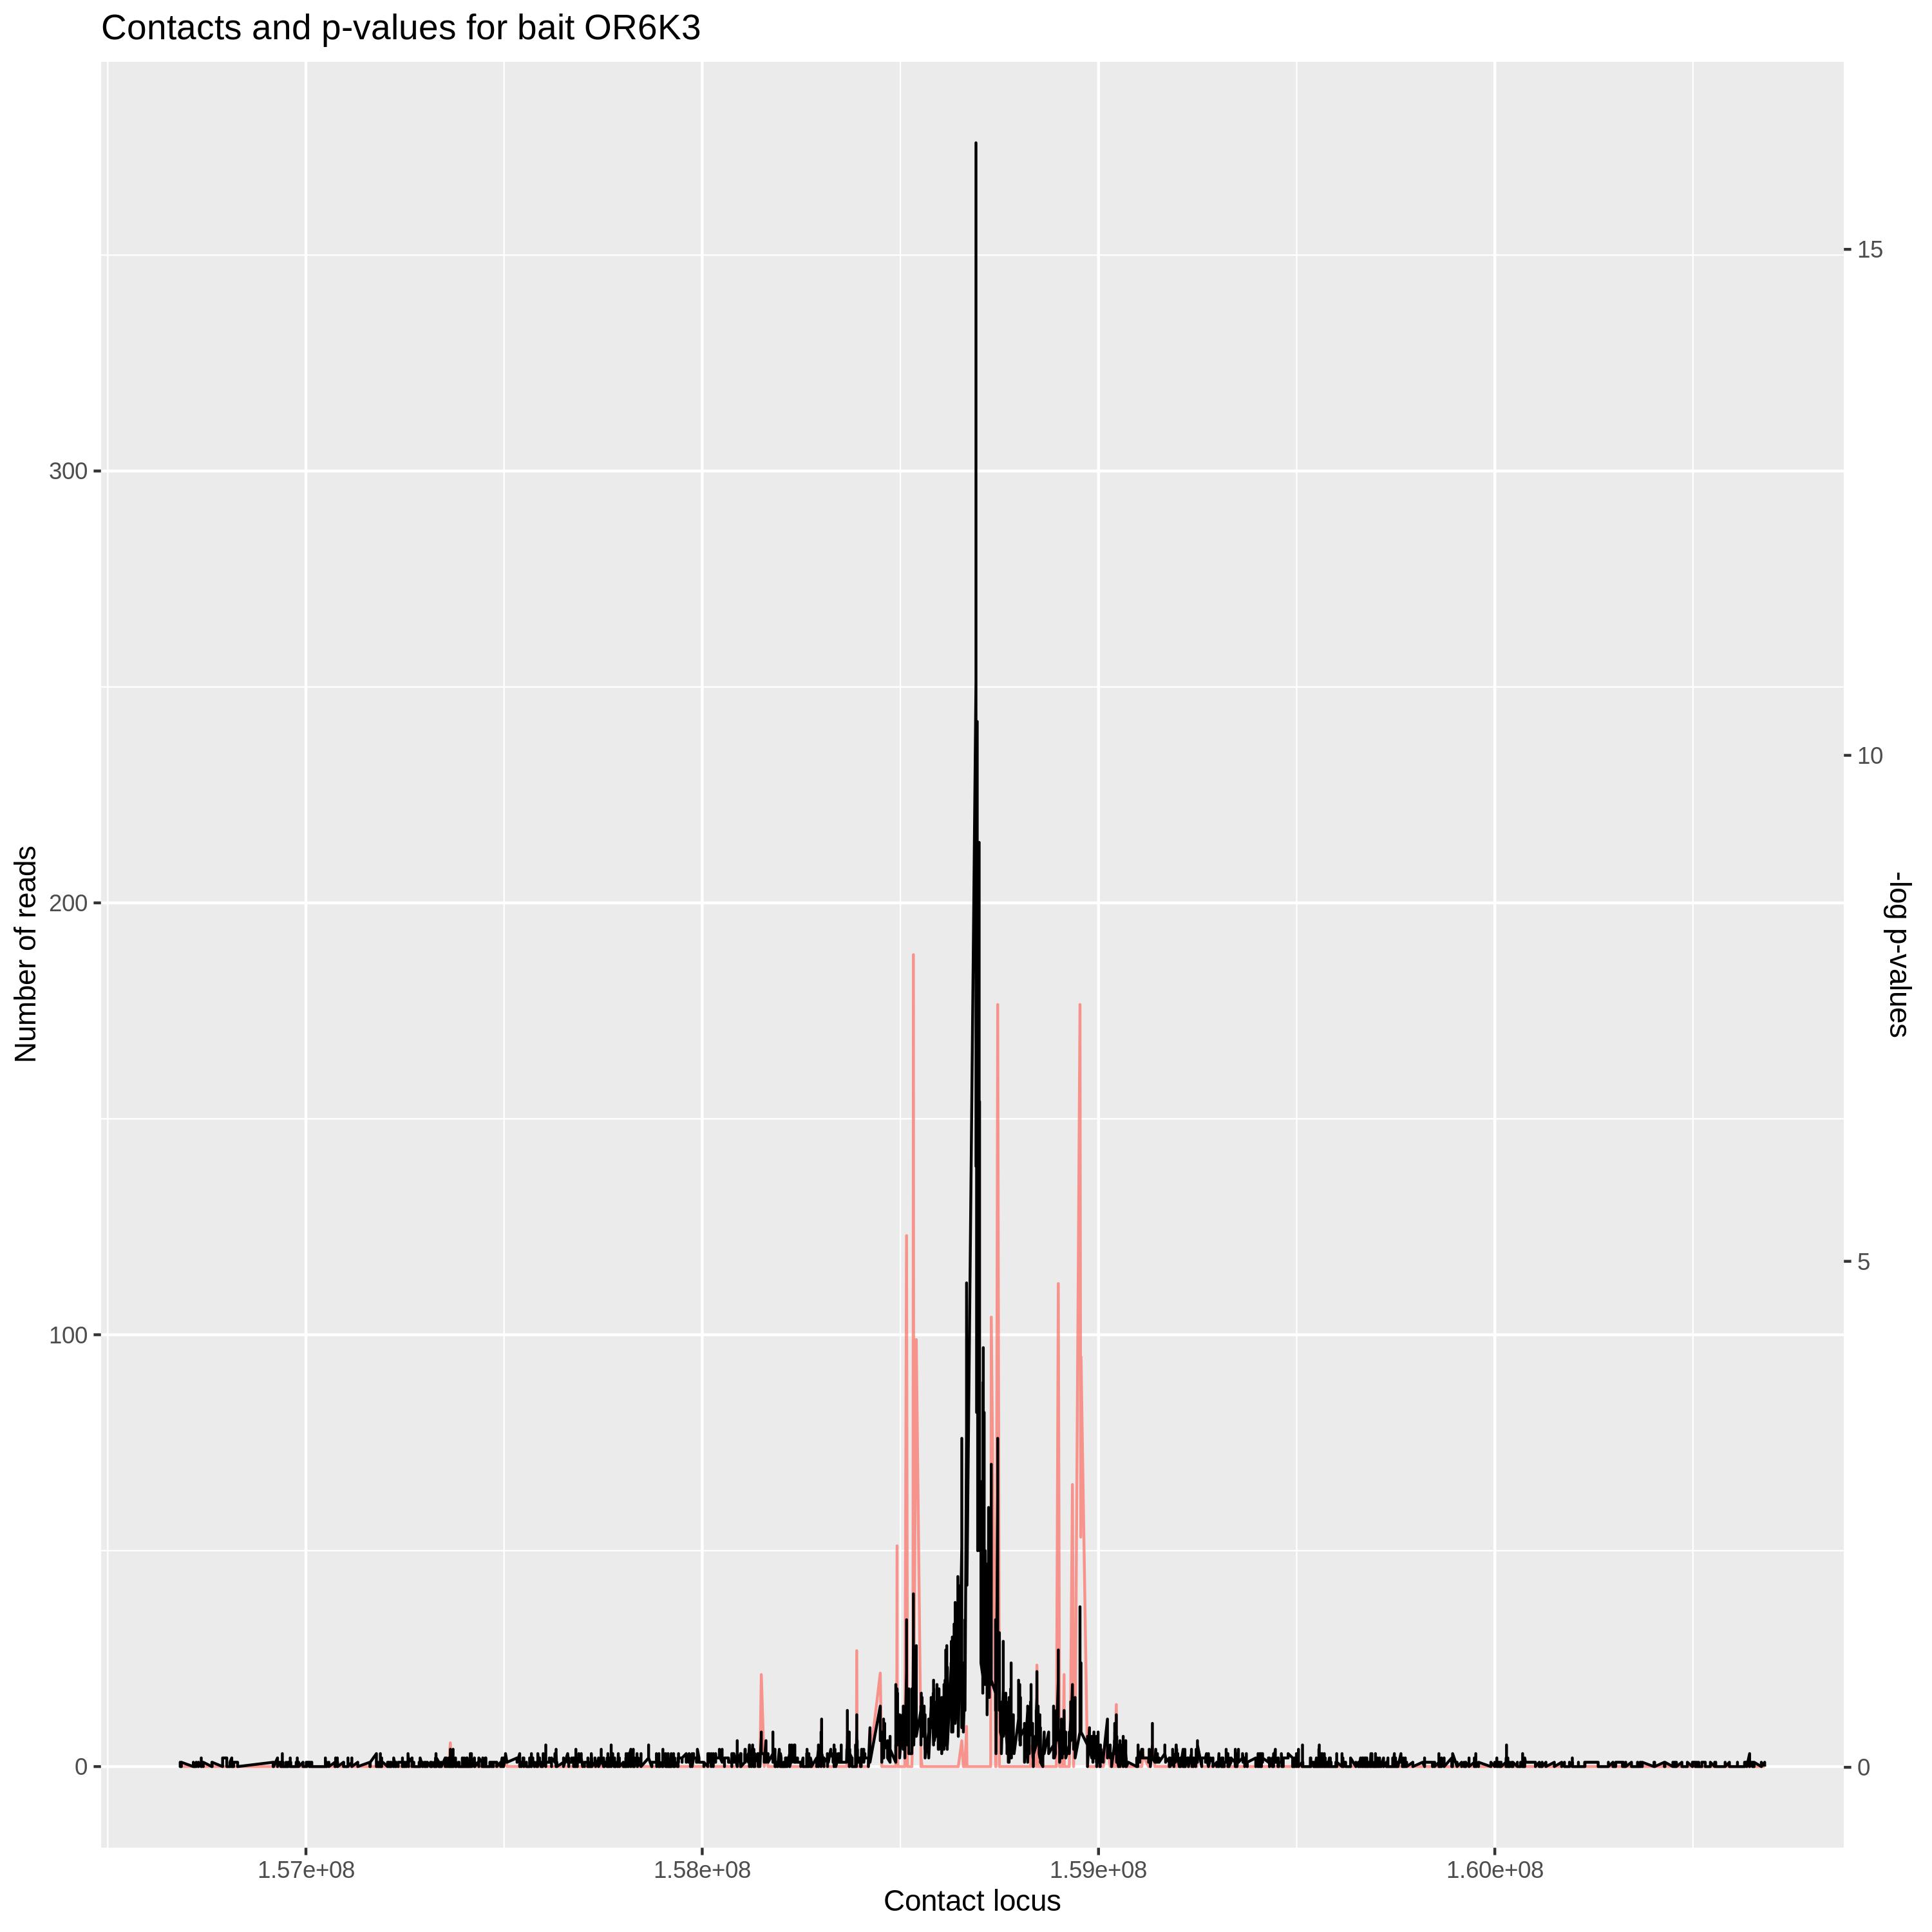 Contacts and p-values for bait OR6K3
Number of reads
300
200
100
0
15
10
5
0
-log p-values
1.57e+08
1.58e+08
1.59e+08
1.60e+08
Contact locus